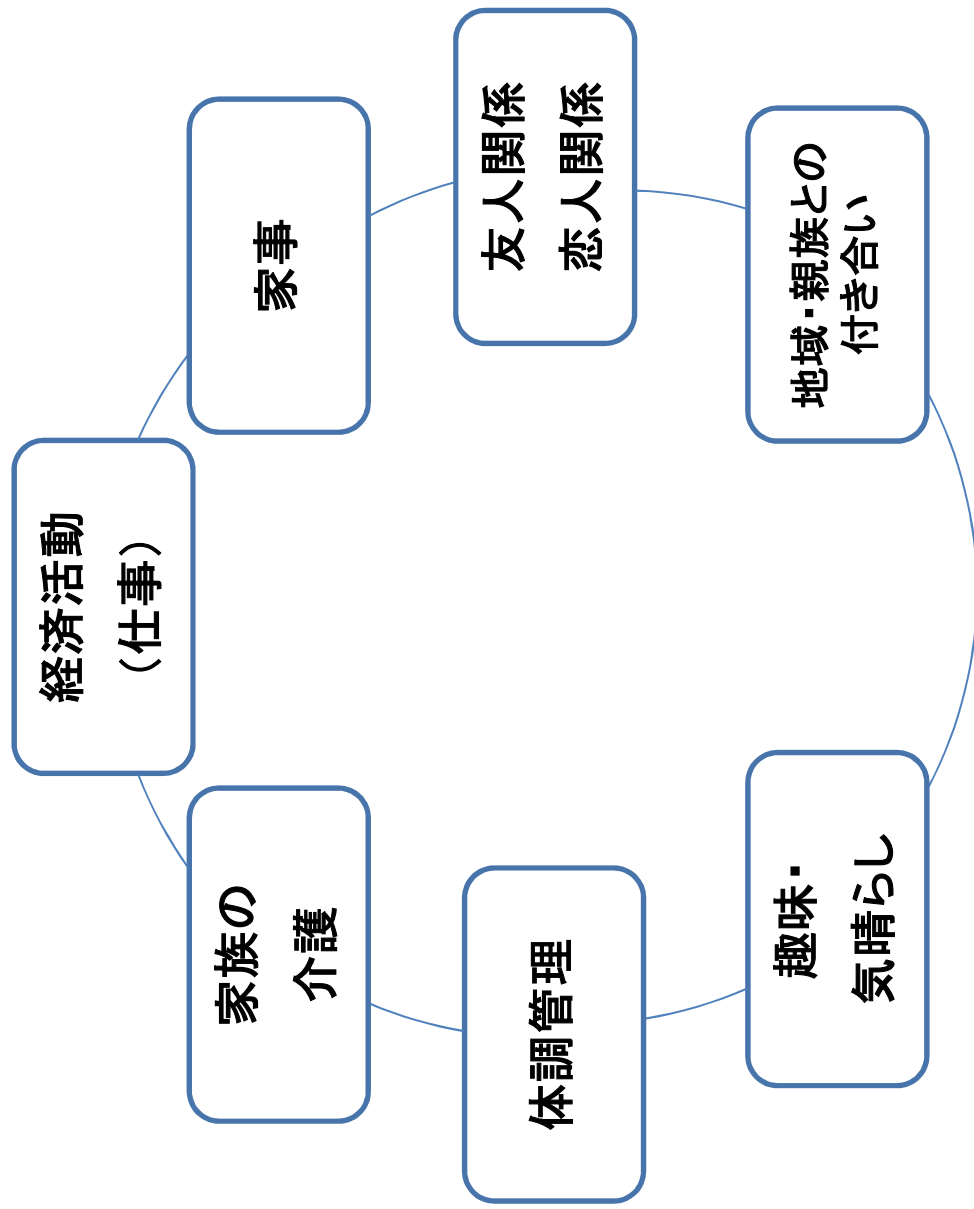 経済活動
（仕事）
家事
友人関係
恋人関係
地域・親族との
付き合い
趣味・
気晴らし
体調管理
家族の
介護